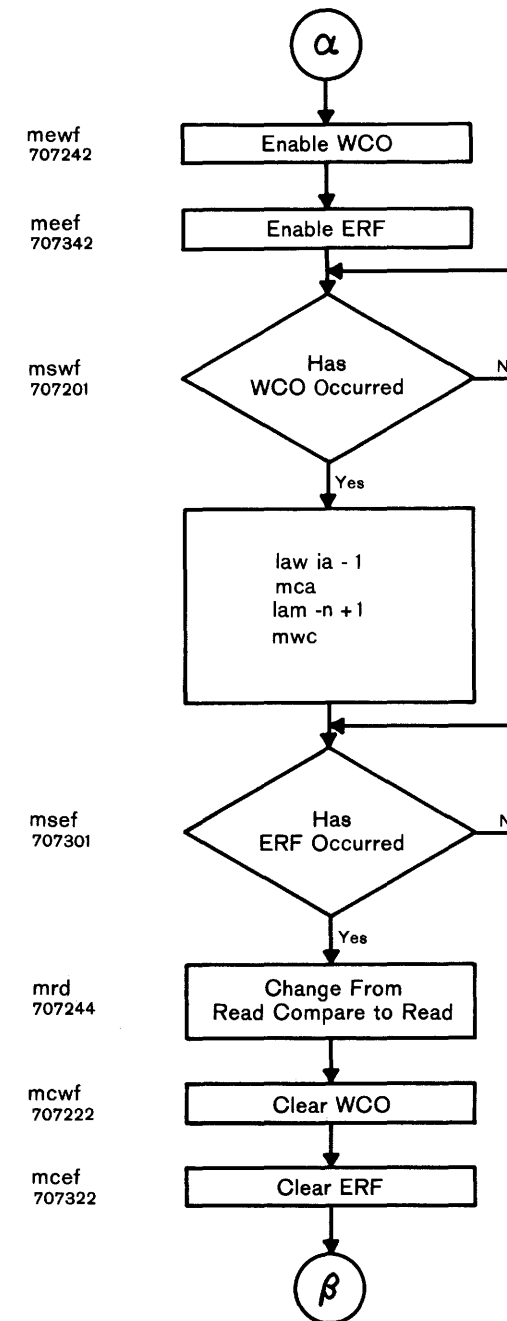 α
mewf
707242
Enable WCO
meef
707342
Enable ERF
mswf
707201
Has
WCO Occurred
N
Yes
law ia - 1
mca
lam -n + 1
mwc
msef
707301
Has
ERF Occurred
N
Yes
mrd
707244
Change From
Read Compare to Read
mcwf
707222
Clear WCO
mcef
707322
Clear ERF
β